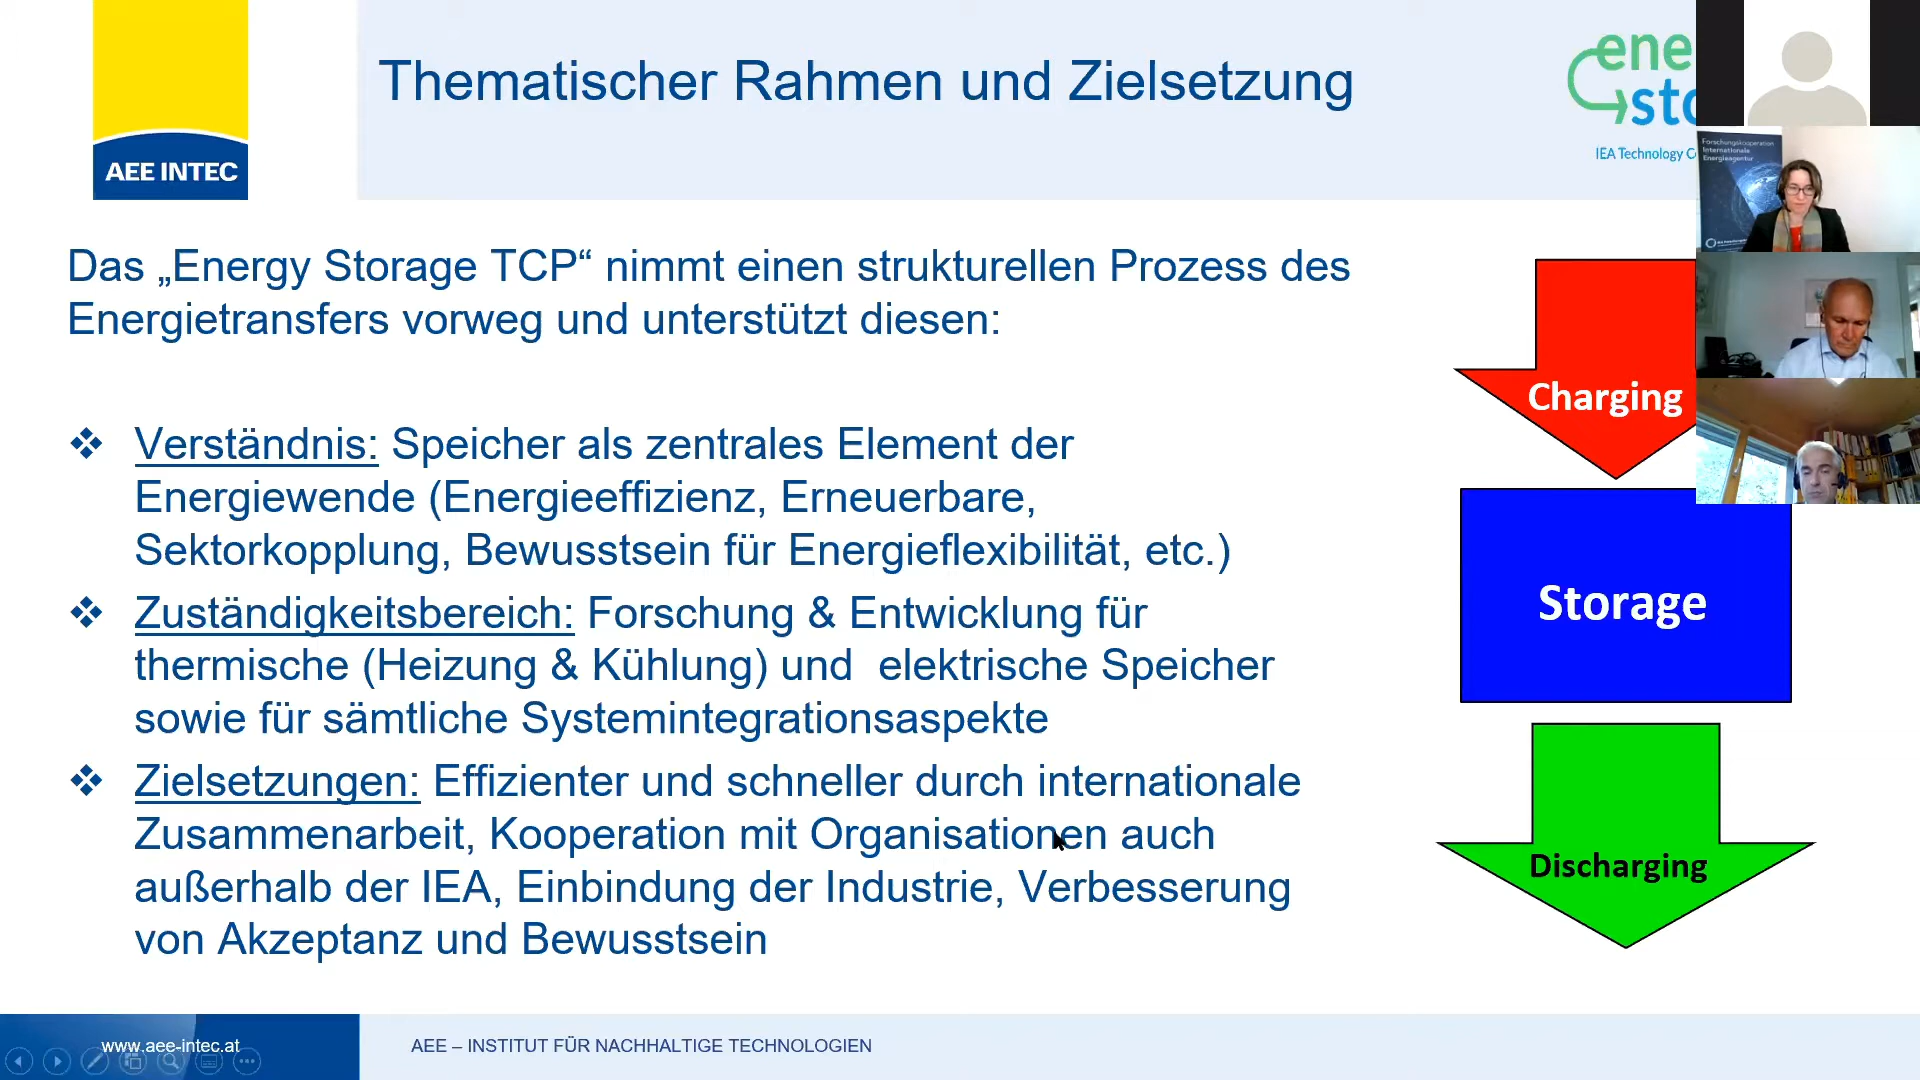 AEE INTEC
Thematischer Rahmen und Zielsetzung
IEA Technology
Forschungskooperation
Internationale
Energieagentur
Das „Energy Storage TCP“ nimmt einen strukturellen Prozess des
Energietransfers vorweg und unterstützt diesen:
❖ Verständnis: Speicher als zentrales Element der
Energiewende (Energieeffizienz, Erneuerbare,
Sektorkopplung, Bewusstsein für Energieflexibilität, etc.)
❖ Zuständigkeitsbereich: Forschung & Entwicklung für
thermische (Heizung & Kühlung) und elektrische Speicher
sowie für sämtliche Systemintegrationsaspekte
❖ Zielsetzungen: Effizienter und schneller durch internationale
Zusammenarbeit, Kooperation mit Organisationen auch
außerhalb der IEA, Einbindung der Industrie, Verbesserung
von Akzeptanz und Bewusstsein
Charging
Storage
Discharging
www.aee-intec.at
AEE – INSTITUT FÜR NACHHALTIGE TECHNOLOGIEN